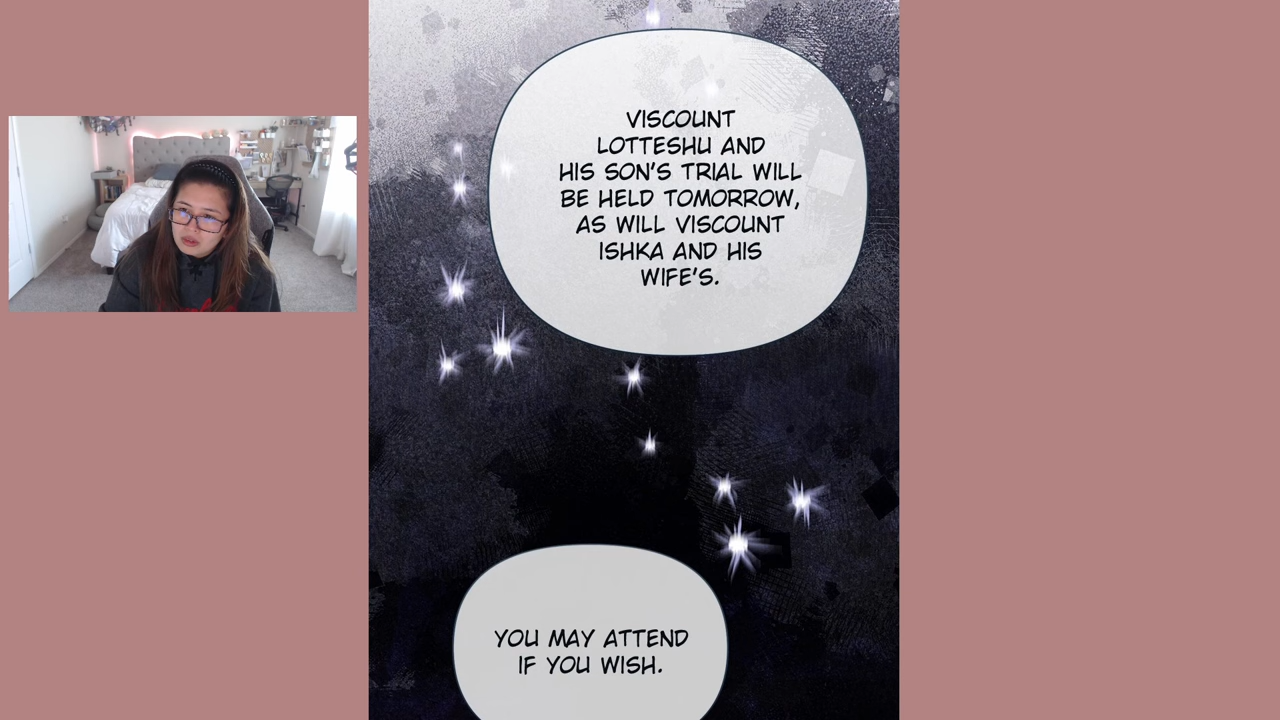 VISCOUNT
LOTTESHU AND
HIS SON'S TRIAL WILL
BE HELD TOMORROW,
AS WILL VISCOUNT
ISHKA AND HIS
WIFE'S.
YOU MAY ATTEND
IF YOU WISH.